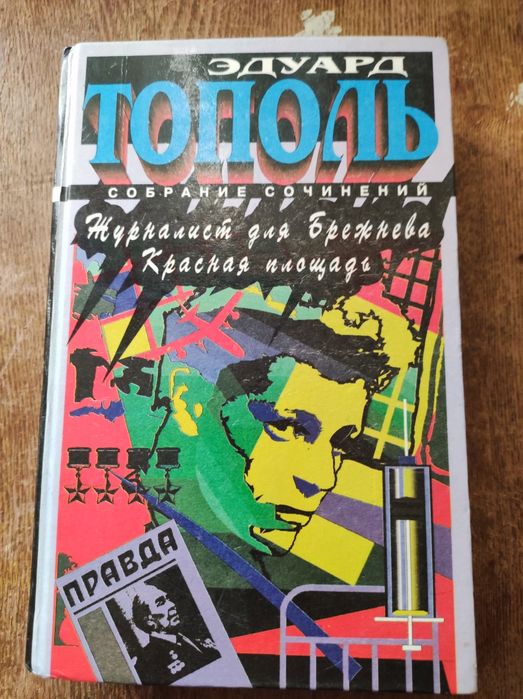 ЭДУАРД
ТОПОЛЬ
СОБРАНИЕ СОЧИНЕНИЙ
Журналист для Брежнева
Красная площадь
ПРАВДА